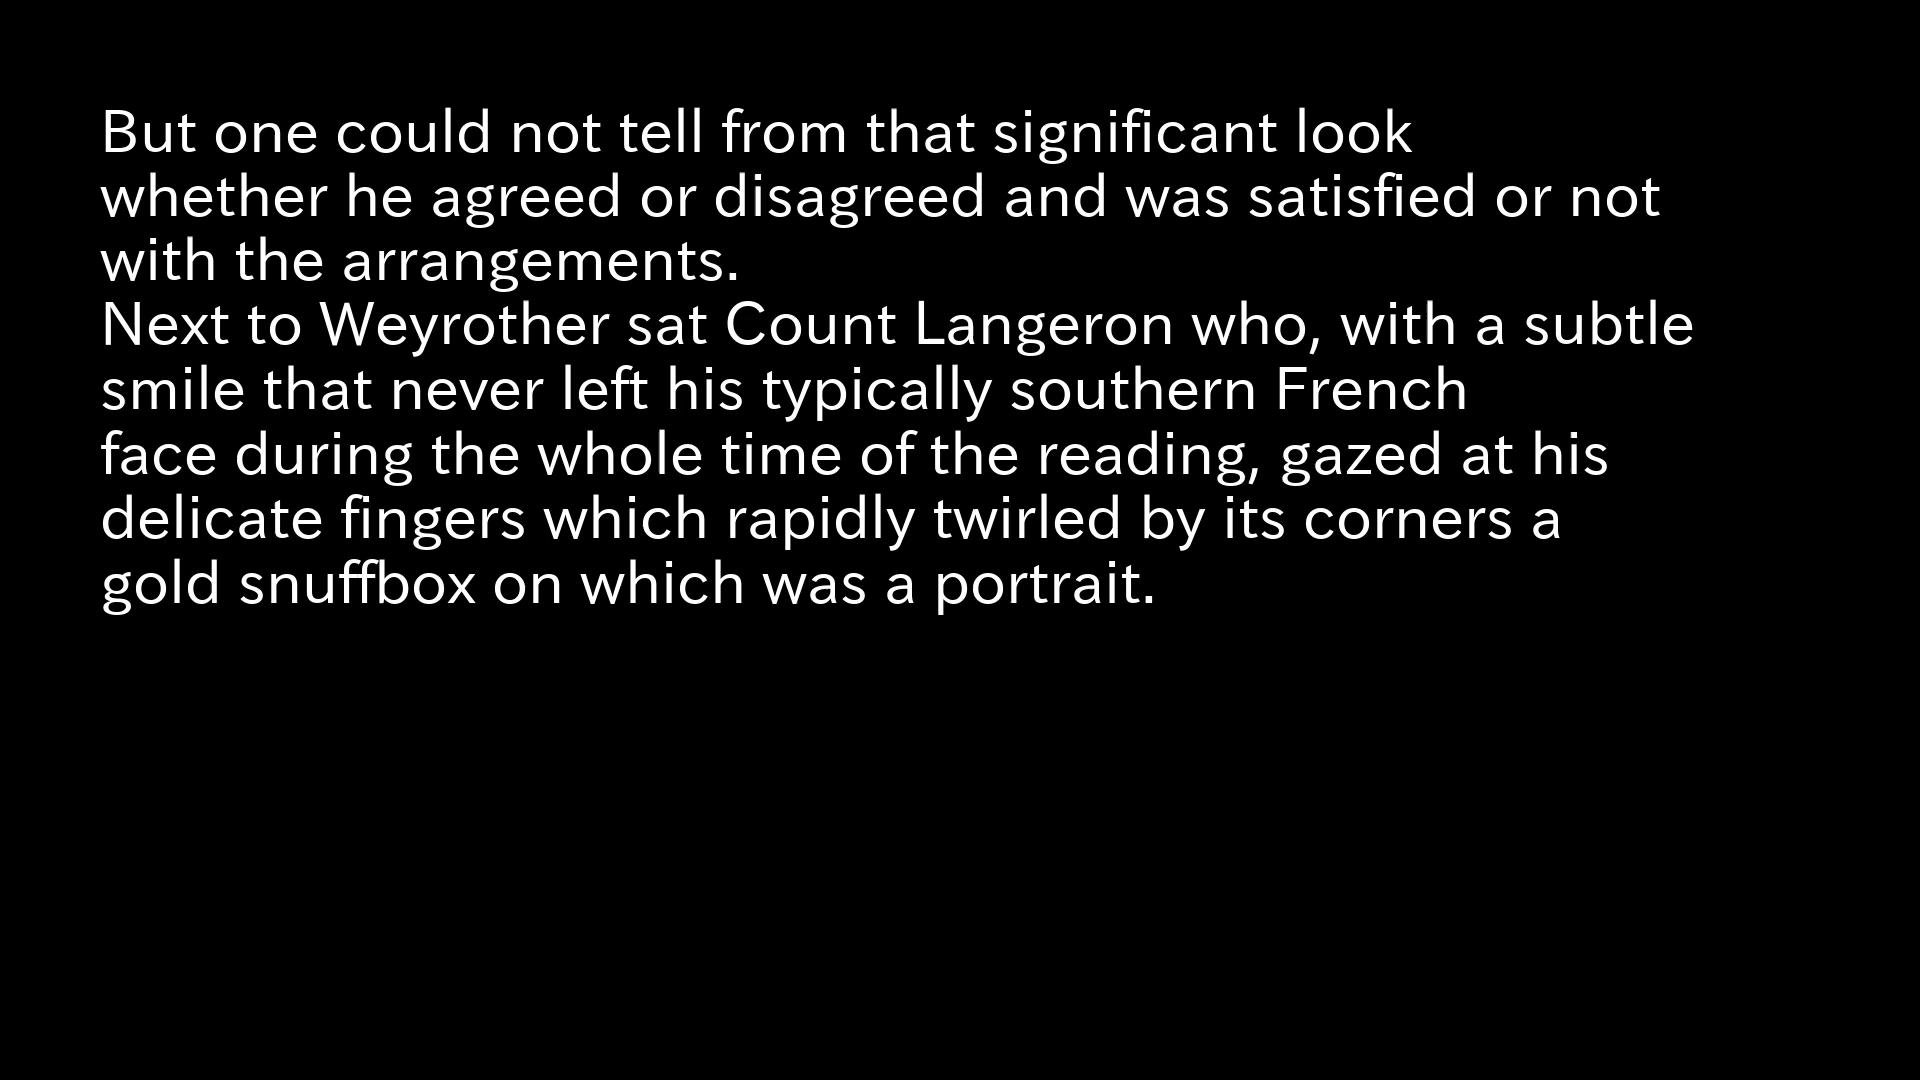 But one could not tell from that significant look
whether he agreed or disagreed and was satisfied or not
with the arrangements.
Next to Weyrother sat Count Langeron who, with a subtle
smile that never left his typically southern French
face during the whole time of the reading, gazed at his
delicate fingers which rapidly twirled by its corners a
gold snuffbox on which was a portrait.